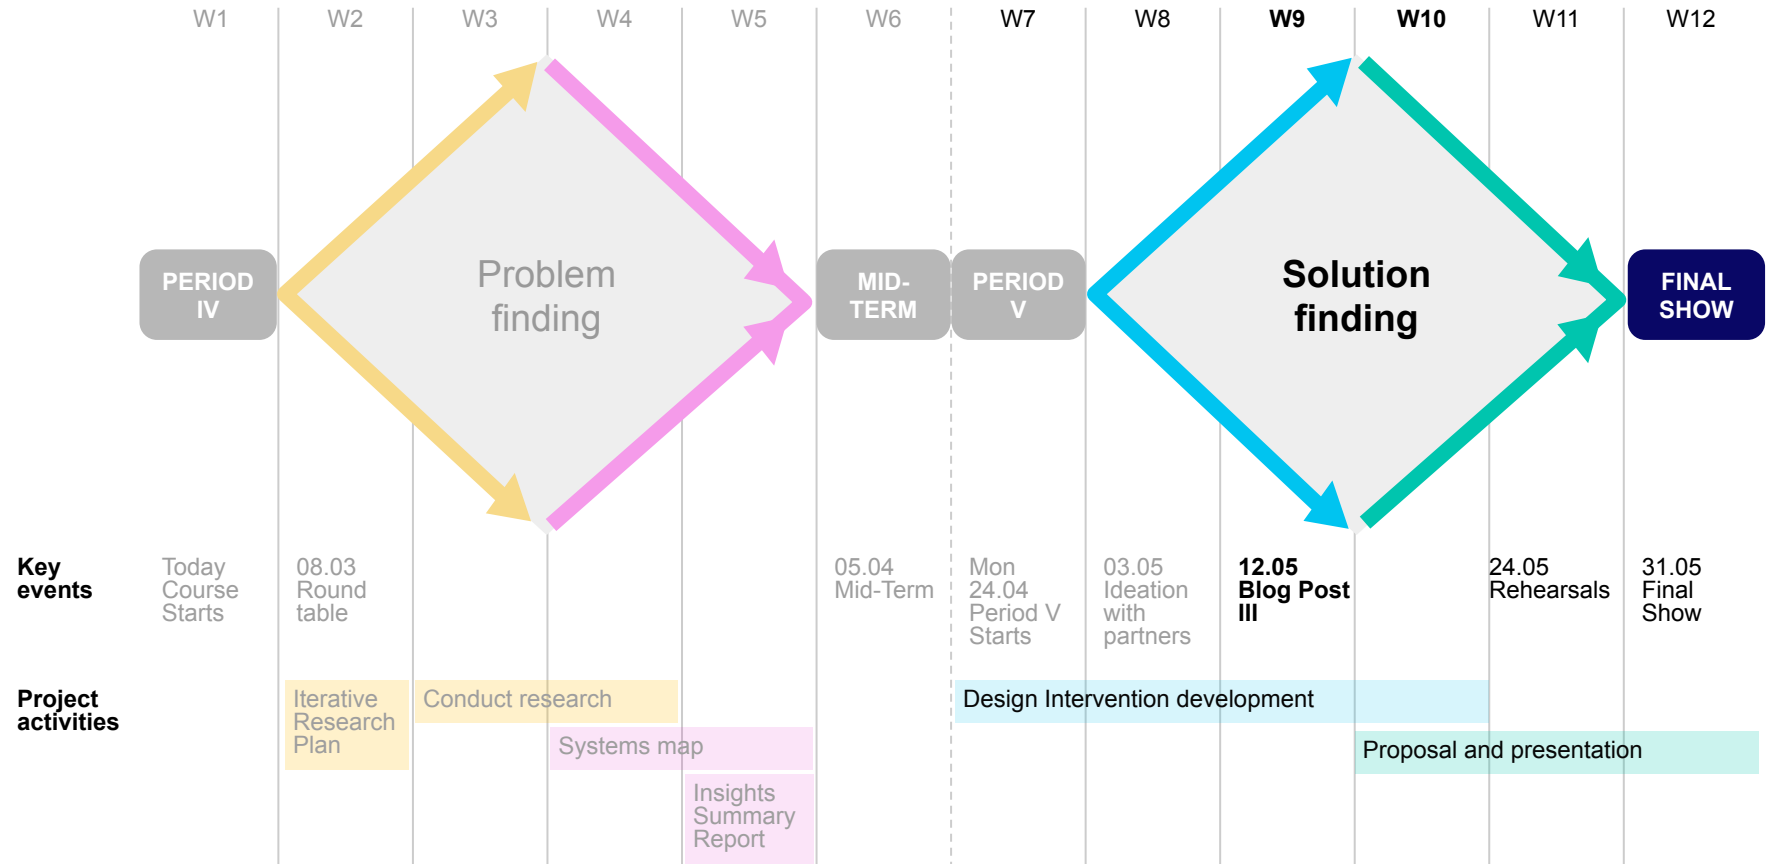 W1 W2 W3 W4 W5 W6 W7 W8 W9 W10 W11 W12
PERIOD
IV
Problem
finding
MID-
TERM
PERIOD
V
Solution
finding
FINAL
SHOW
Key
events
Today
Course
Starts
08.03
Round
table
05.04
Mid-Term
Mon
24.04
Period V
Starts
03.05
Ideation
with
partners
12.05
Blog Post
III
24.05
Rehearsals
31.05
Final
Show
Project
activities
Iterative
Research
Plan
Conduct research
Systems map
Insights
Summary
Report
Design Intervention development
Proposal and presentation